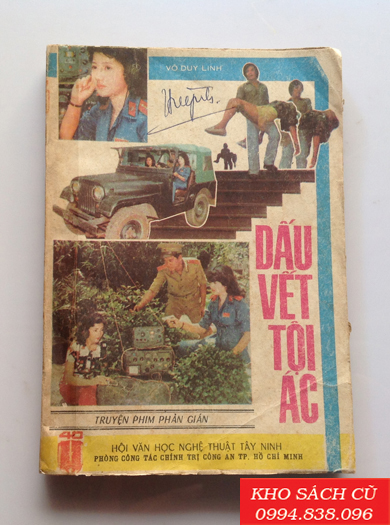 "VÕ DUY LINH"
DẤU
VẾT
TỘI
ÁC
TRUYỆN PHIM PHẢN GIÁN
40
HỘI VĂN HỌC NGHỆ THUẬT TÂY NINH
PHÒNG CÔNG TÁC CHÍNH TRỊ CÔNG AN TP. HỒ CHÍ MINH
KHO SÁCH CŨ
0994.838.096